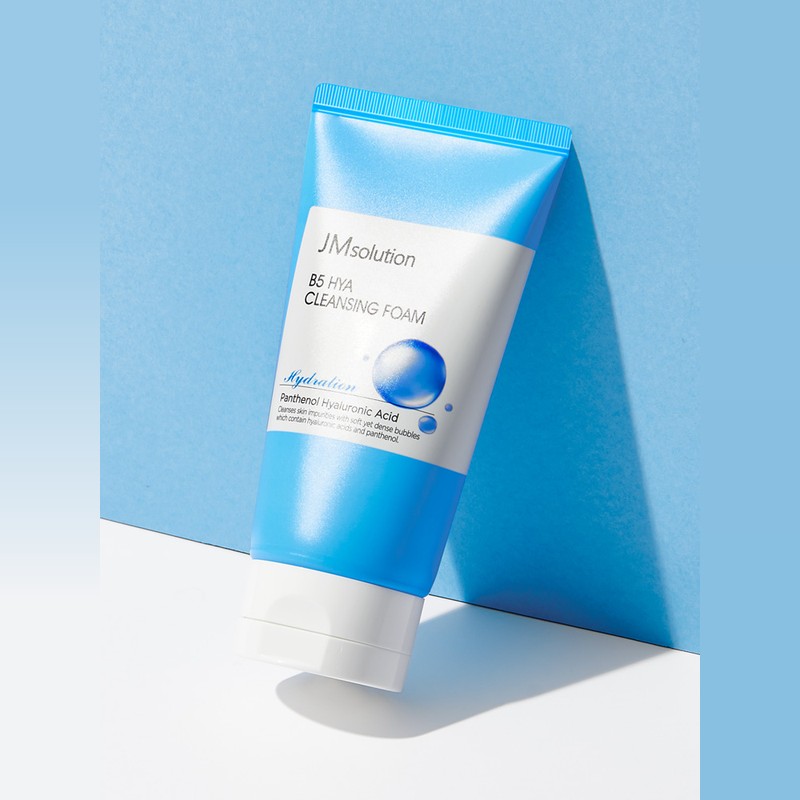 JMsolution
B5 HYA
CLEANSING FOAM
Hydration
Panthenol Hyaluronic Acid
Cleanses skin impurities with soft yet dense bubbles
which contain hyaluronic acids and panthenol.